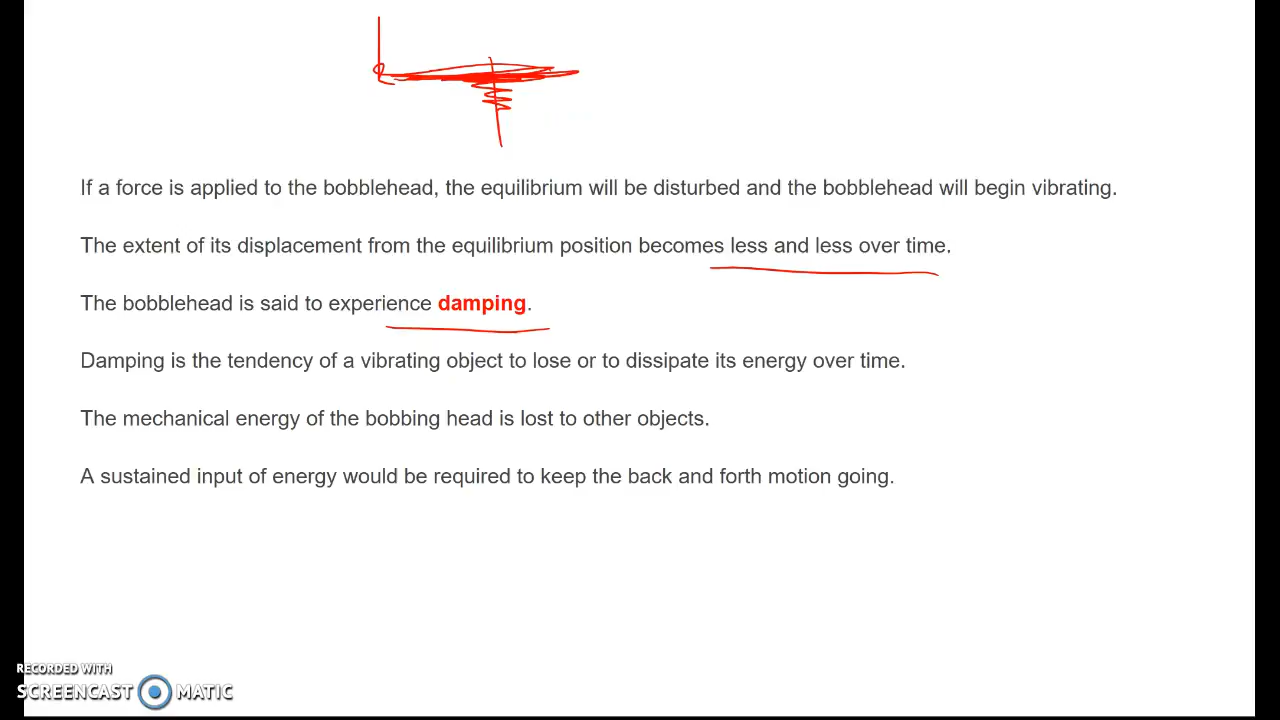 If a force is applied to the bobblehead, the equilibrium will be disturbed and the bobblehead will begin vibrating.
The extent of its displacement from the equilibrium position becomes less and less over time.
The bobblehead is said to experience damping.
Damping is the tendency of a vibrating object to lose or to dissipate its energy over time.
The mechanical energy of the bobbing head is lost to other objects.
A sustained input of energy would be required to keep the back and forth motion going.
RECORDED WITH
SCREENCAST MATIC